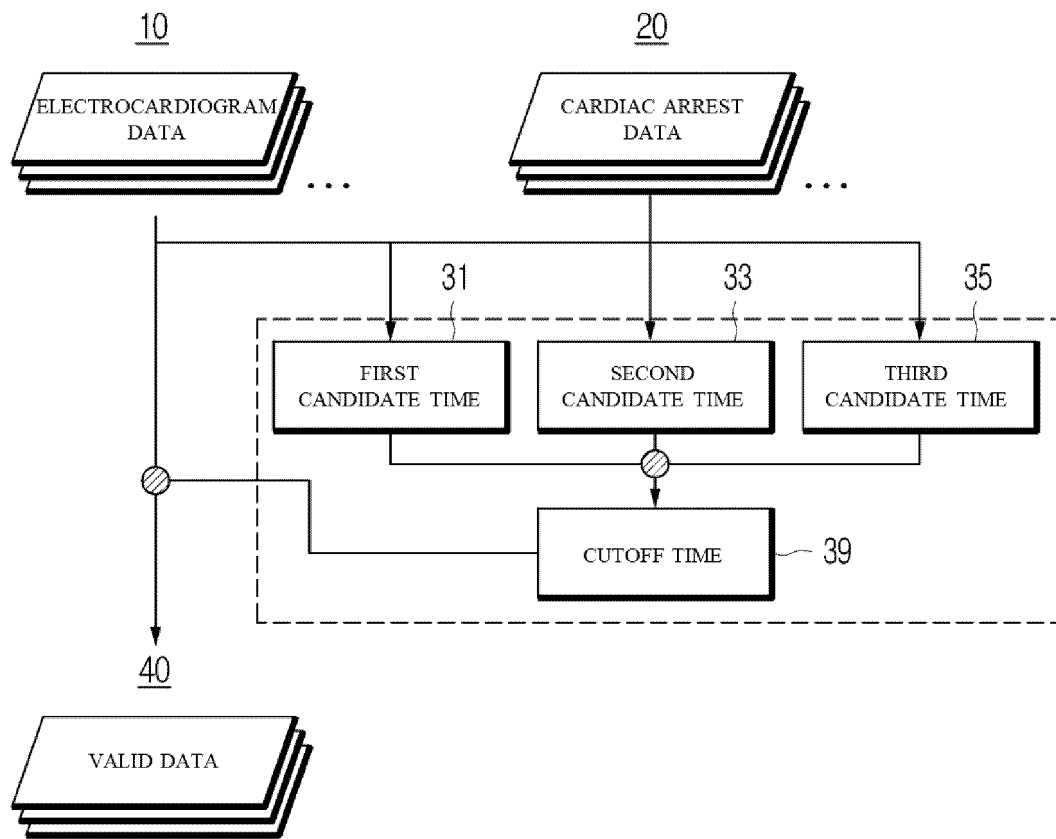 10
20
ELECTROCARDIOGRAM
DATA
...
CARDIAC ARREST
DATA
...
31
33
35
FIRST
CANDIDATE TIME
SECOND
CANDIDATE TIME
THIRD
CANDIDATE TIME
CUTOFF TIME
39
40
VALID DATA